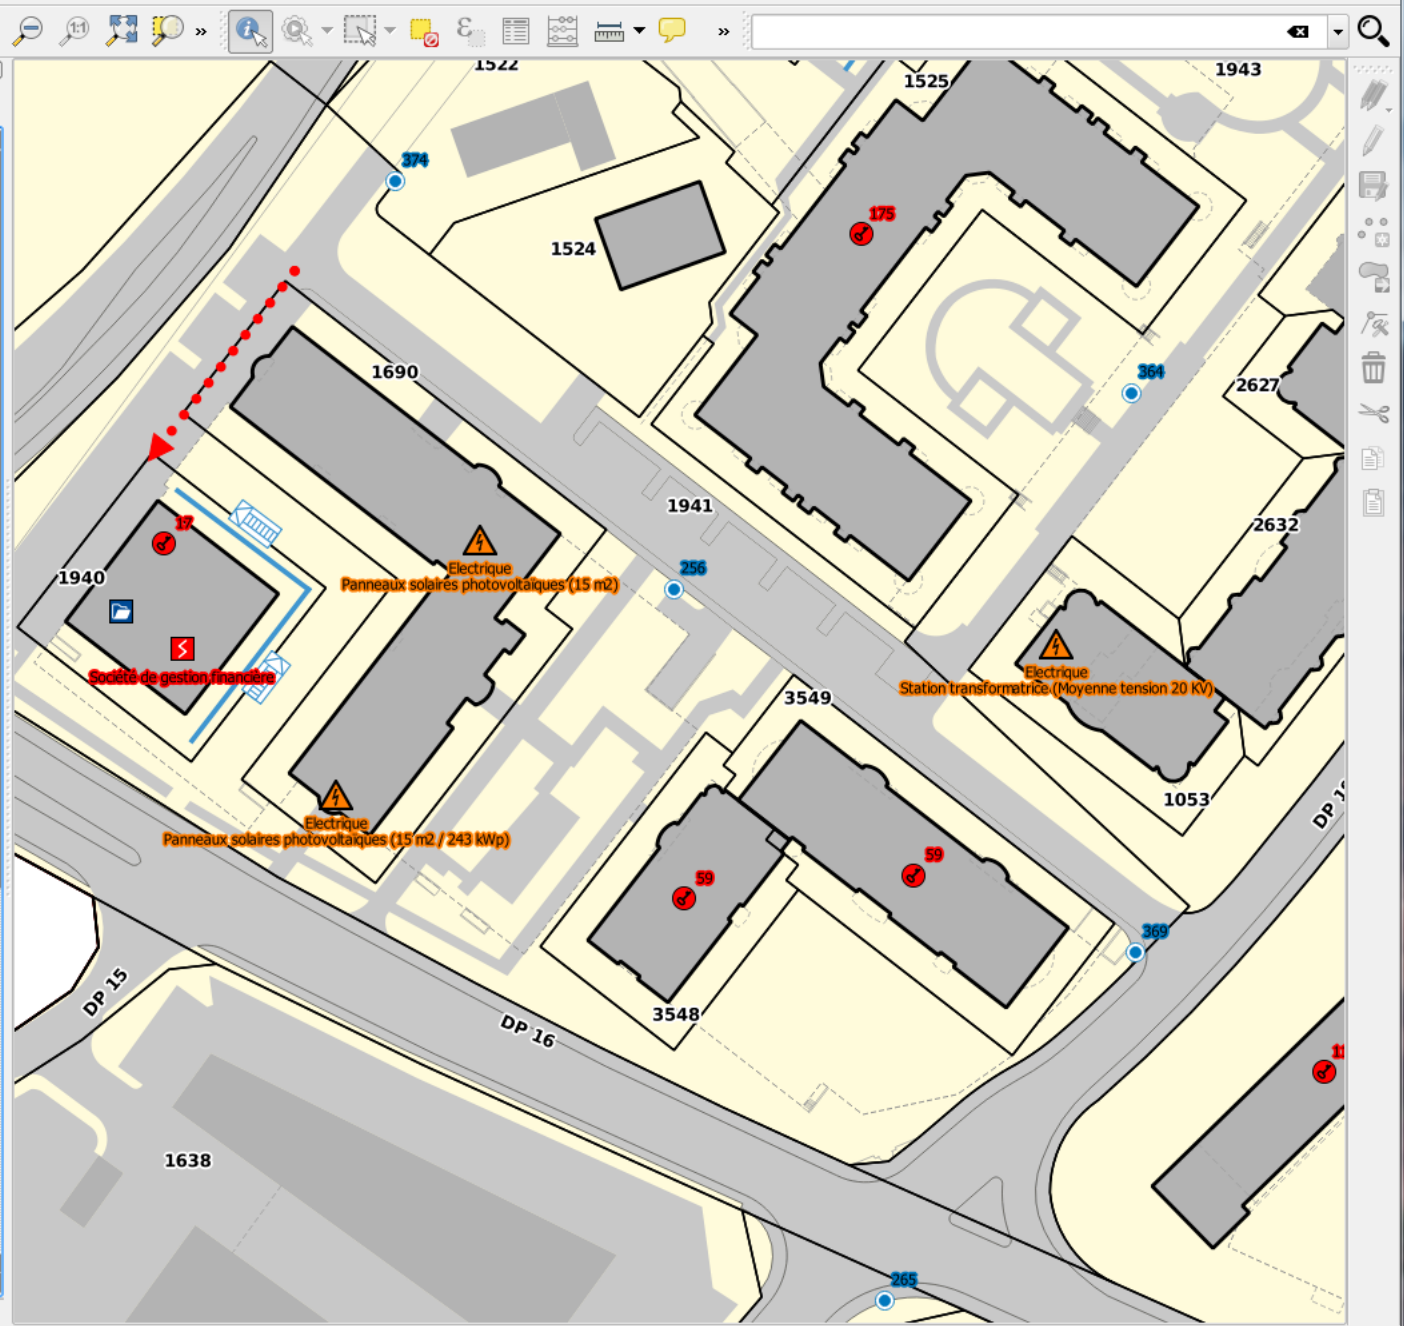 1:1
»
ε
»
1522
1525
1943
374
175
1524
364
1690
2627
1941
2632
17
256
Electrique
Panneaux solaires photovoltaïques (15 m2)
1940
Société de gestion financière
Electrique
Station transformatrice (Moyenne tension 20 KV)
3549
1053
Electrique
Panneaux solaires photovoltaïques (15 m2 / 243 kWp)
59
59
369
DP 15
3548
DP 16
1638
265